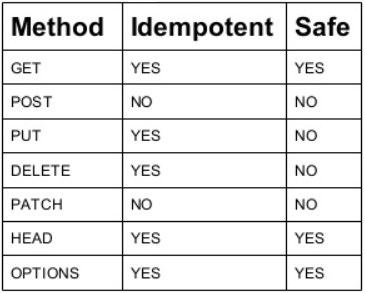 Method Idempotent Safe
GET YES YES
POST NO NO
PUT YES NO
DELETE YES NO
PATCH NO NO
HEAD YES YES
OPTIONS YES YES